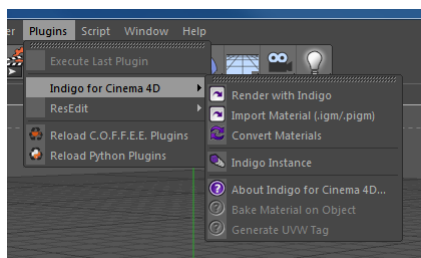 er Plugins Script Window Help
Execute Last Plugin
Indigo for Cinema 4D
ResEdit
Reload C.O.F.F.E.E. Plugins
Reload Python Plugins
Render with Indigo
Import Material (.igm/.pigm)
Convert Materials
Indigo Instance
About Indigo for Cinema 4D...
Bake Material on Object
Generate UVW Tag